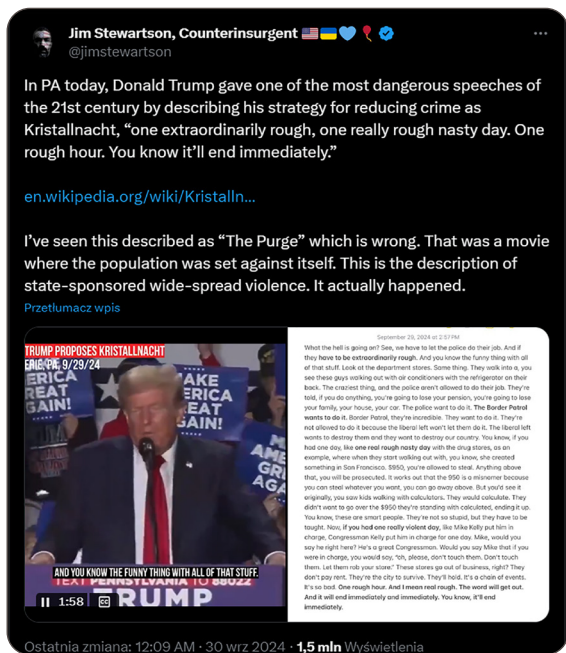 Jim Stewartson, Counterinsurgent 🇺🇸🇺🇦💙🎈
@jimstewartson
In PA today, Donald Trump gave one of the most dangerous speeches of
the 21st century by describing his strategy for reducing crime as
Kristallnacht, “one extraordinarily rough, one really rough nasty day. One
rough hour. You know it’ll end immediately.”
en.wikipedia.org/wiki/Kristalln...
I’ve seen this described as “The Purge” which is wrong. That was a movie
where the population was set against itself. This is the description of
state-sponsored wide-spread violence. It actually happened.
Przetłumacz wpis
TRUMP PROPOSES KRISTALLNACHT
ERIE, PA, 9/29/24
ERICA
REAT
GAIN!
MAKE
ERICA
EAT
AIN!
AND YOU KNOW THE FUNNY THING WITH ALL OF THAT STUFF.
TEXT PENNSYLVANIA TO 88022
TRUMP
1:58
CC
September 29, 2024 at 2:57 PM
What the hell is going on? See, we have to let the police do their job. And if
they have to be extraordinarily rough. And you know the funny thing with all
of that stuff. Look at the department stores. Same thing. They walk into a, you
see these guys walking out with air conditioners with the refrigerator on their
back. The craziest thing, and the police aren't allowed to do their job. They're
told, if you do anything, you're going to lose your pension, you're going to lose
your family, your house, your car. The police want to do it. The Border Patrol
wants to do it. Border Patrol, they're incredible. They want to do it. They're
not allowed to do it because the liberal left won't let them do it. The liberal left
wants to destroy them and they want to destroy our country. You know, if you
had one day, like one real rough nasty day with the drug stores, as an
example, where when they start walking out with, you know, she created
something in San Francisco. $950, you're allowed to steal. Anything above
that, you will be prosecuted. It works out that the 950 is a misnomer because
you can steal whatever you want, you can go away above. But you'd see it
originally, you saw kids walking with calculators. They would calculate. They
didn't want to go over the $950 they're standing with calculated, ending it up.
You know, these are smart people. They're not so stupid, but they have to be
taught. Now, if you had one really violent day, like Mike Kelly put him in
charge, Congressman Kelly put him in charge for one day. Mike, would you
say he right here? He's a great Congressman. Would you say Mike that if you
were in charge, you would say, "oh, please, don't touch them. Don't touch
them. Let them rob your store." These stores go out of business, right? They
don't pay rent. They're the city to survive. They'll hold. It's a chain of events.
It's so bad. One rough hour. And I mean real rough. The word will get out.
And it will end immediately and immediately. You know, it'll end
immediately.
Ostatnia zmiana: 12:09 AM · 30 wrz 2024 · 1,5 mln Wyświetlenia